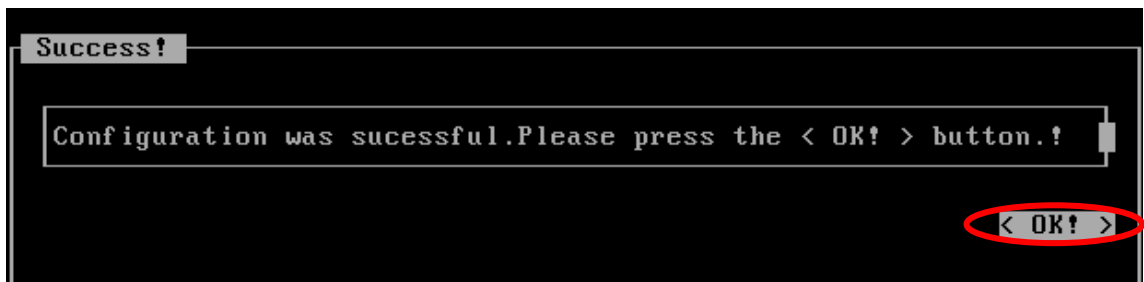 Success!
Configuration was sucessful.Please press the < OK! > button.!
< OK! >